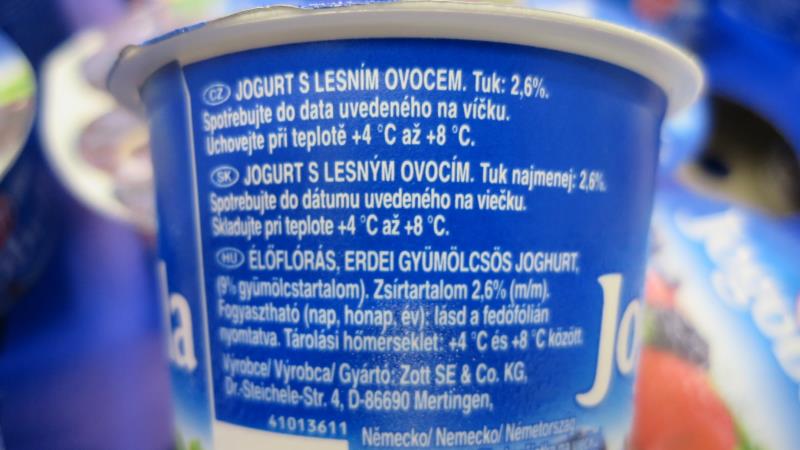 CZ JOGURT S LESNÍM OVOCEM. Tuk: 2,6%.
Spotřebujte do data uvedeného na víčku.
Uchovejte při teplotě +4 °C až +8 °C.
SK JOGURT S LESNÝM OVOCÍM. Tuk najmenej: 2,6%.
Spotrebujte do dátumu uvedeného na viečku.
Skladujte pri teplote +4 °C až +8 °C.
HU ÉLŐFLÓRÁS, ERDEI GYÜMÖLCSÖS JOGHURT,
(9% gyümölcstartalom). Zsírtartalom 2,6% (m/m).
Fogyasztható (nap, hónap, év): lásd a fedőfólián
nyomtatva. Tárolási hőmérséklet: +4 °C és +8 °C között.
Výrobce/ Výrobca/ Gyártó: Zott SE & Co. KG,
Dr.-Steichele-Str. 4, D-86690 Mertingen,
41013611 Německo/ Nemecko/ Németország
la
Jo
Jogou